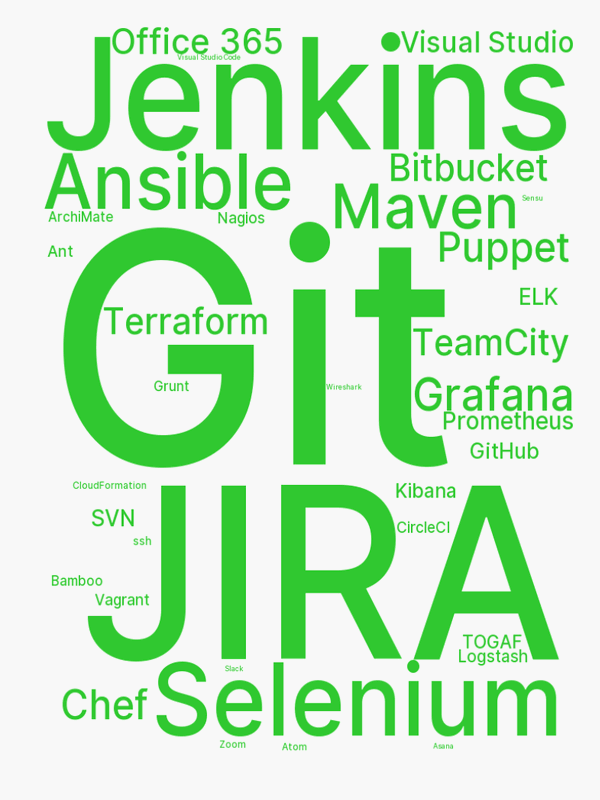 Office 365
Visual Studio
Visual Studio Code
Jenkins
Ansible
Bitbucket
Maven
Sensu
ArchiMate
Nagios
Puppet
Ant
Git
ELK
Terraform
TeamCity
Grunt
Wireshark
Grafana
Prometheus
GitHub
CloudFormation
Kibana
JIRA
SVN
CircleCI
ssh
Bamboo
Vagrant
TOGAF
Logstash
Slack
Selenium
Chef
Zoom
Atom
Asana